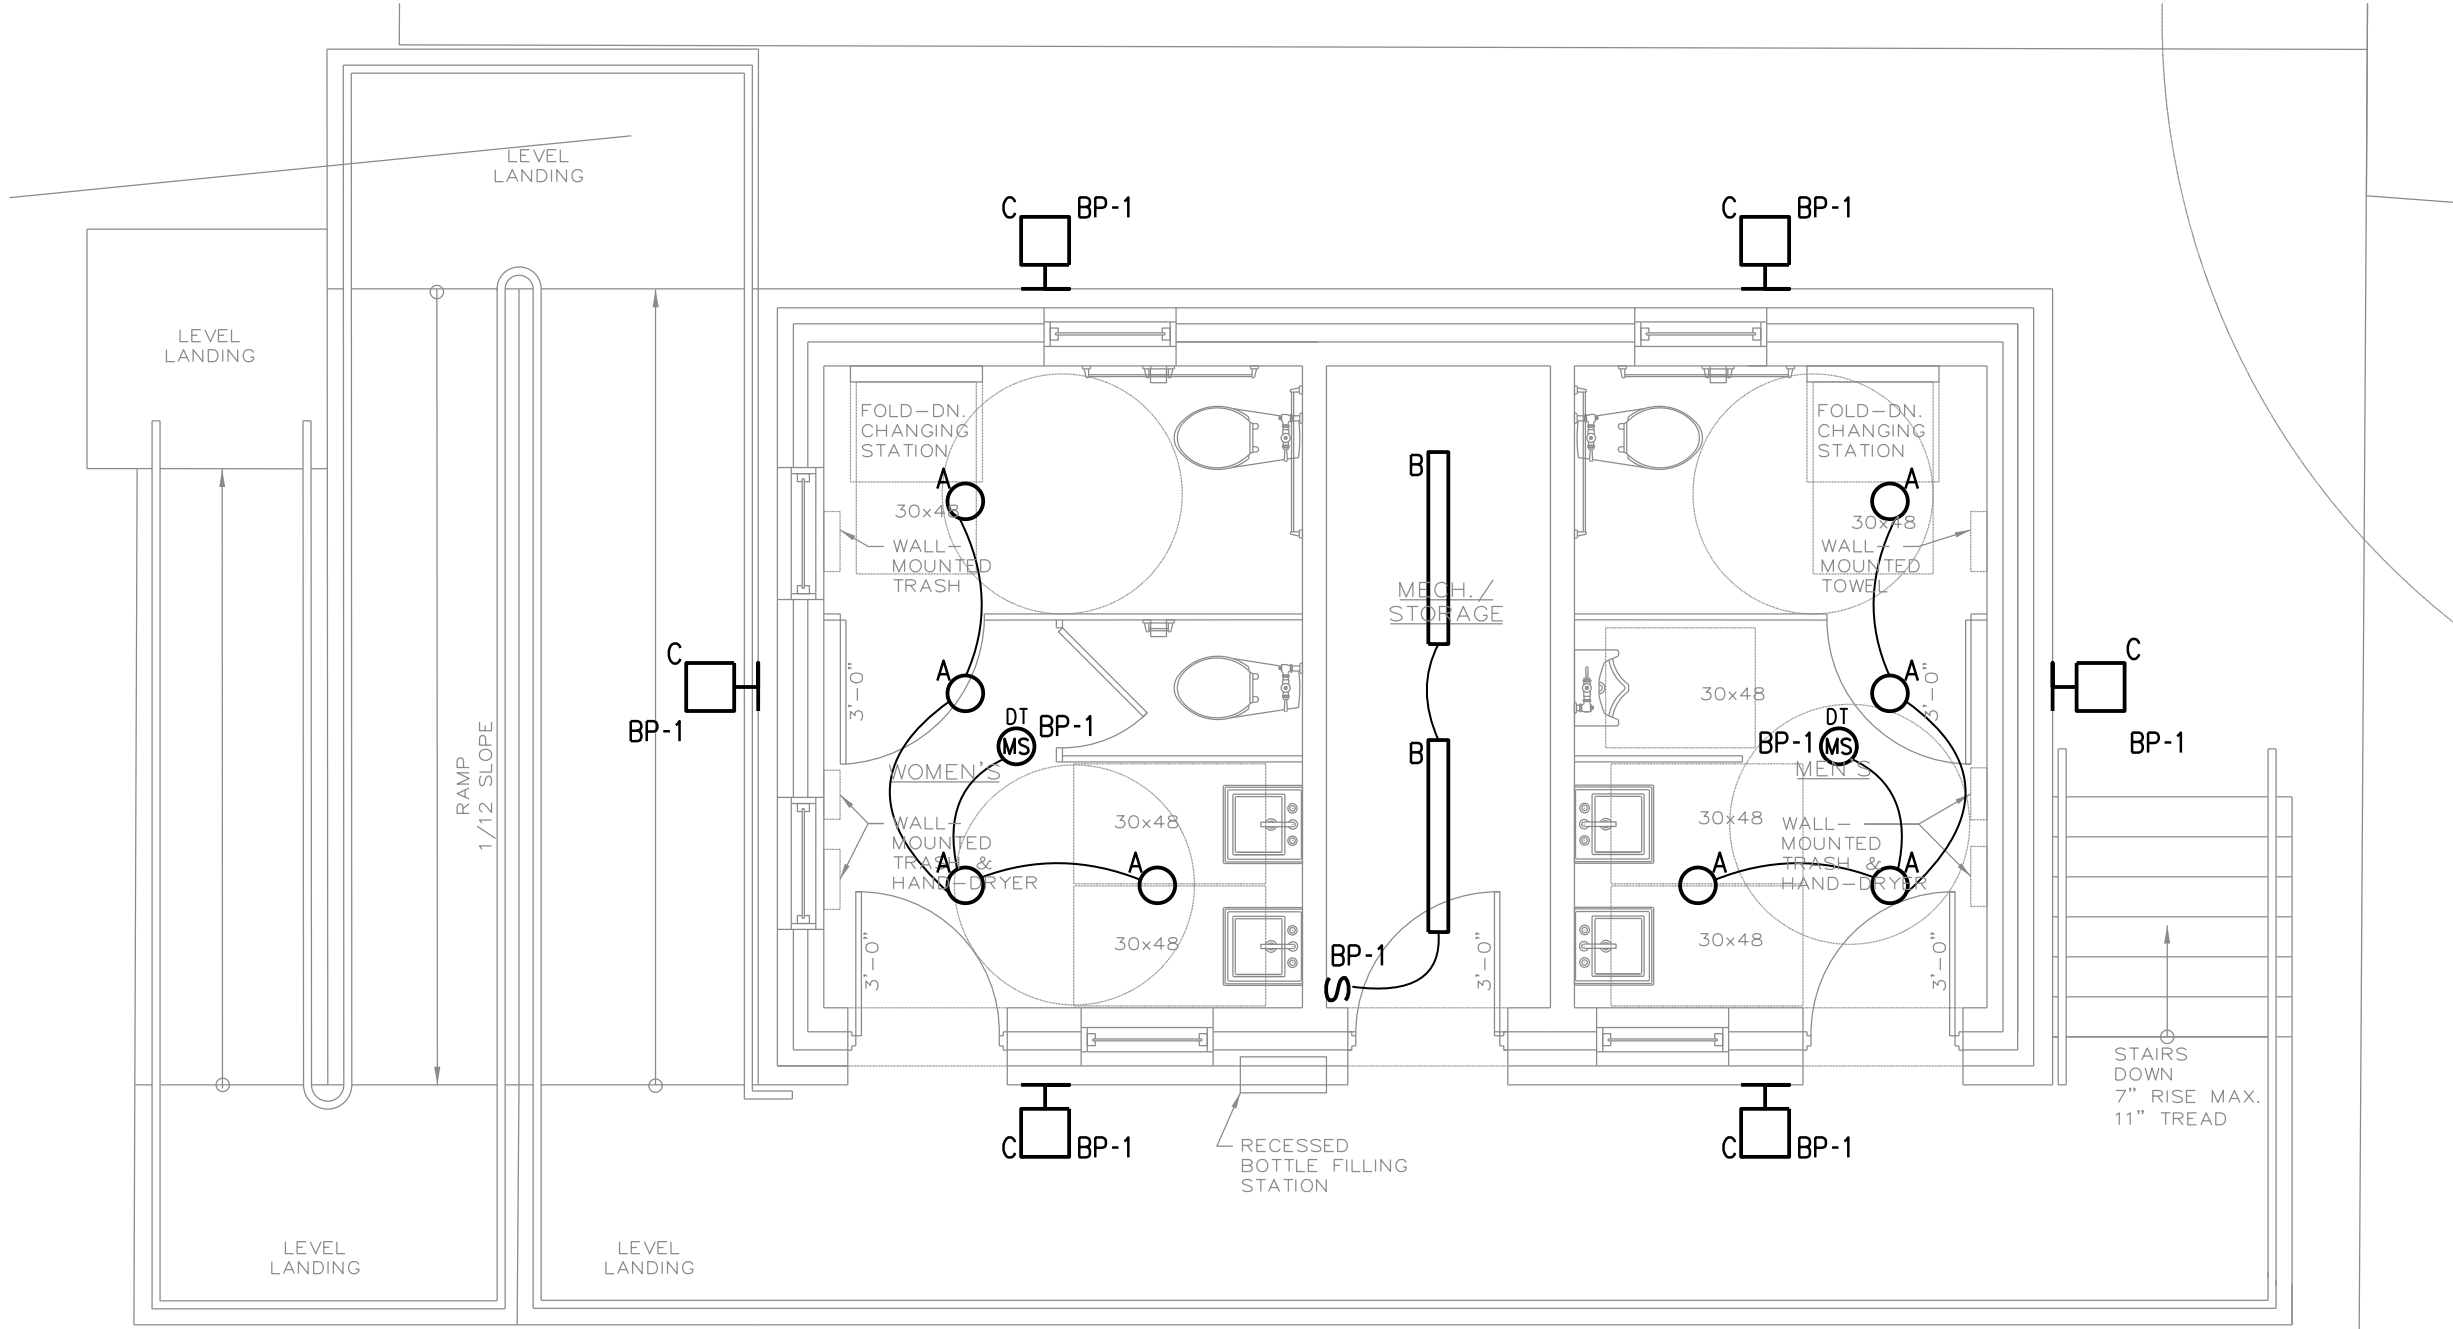 LEVEL
LANDING
C BP-1
C BP-1
LEVEL
LANDING
FOLD-DN.
CHANGING
STATION
FOLD-DN.
CHANGING
STATION
B
A
A
30x48
30x48
WALL-
MOUNTED
TRASH
WALL-
MOUNTED
TOWEL
MECH./
STORAGE
C
BP-1
C
BP-1
A
A
3'-0"
3'-0"
30x48
DT
MS
BP-1
DT
MS
BP-1
B
WOMEN'S
MEN'S
RAMP
1/12 SLOPE
30x48
30x48
WALL-
MOUNTED
TRASH &
HAND-DRYER
WALL-
MOUNTED
TRASH &
HAND-DRYER
A
A
A
A
30x48
30x48
3'-0"
3'-0"
3'-0"
BP-1
S
STAIRS
DOWN
7" RISE MAX.
11" TREAD
C BP-1
C BP-1
RECESSED
BOTTLE FILLING
STATION
LEVEL
LANDING
LEVEL
LANDING